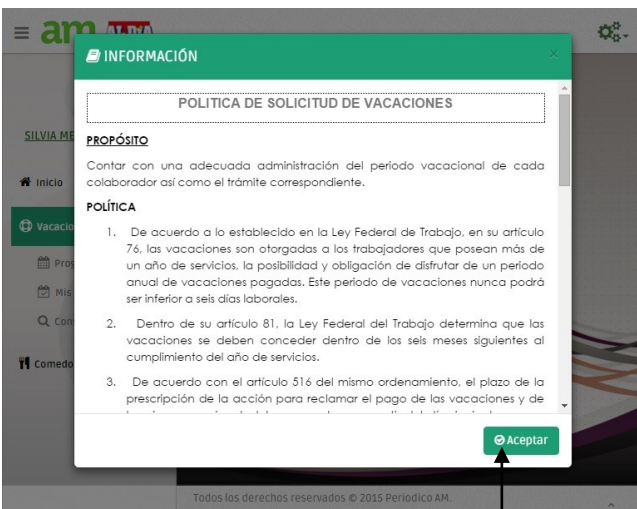 am AL DÍA
INFORMACIÓN
POLITICA DE SOLICITUD DE VACACIONES
SILVIA ME
PROPÓSITO
Contar con una adecuada administración del periodo vacacional de cada
colaborador así como el trámite correspondiente.
Inicio
POLÍTICA
Vacacio
1. De acuerdo a lo establecido en la Ley Federal de Trabajo, en su artículo
76, las vacaciones son otorgadas a los trabajadores que posean más de
un año de servicios, la posibilidad y obligación de disfrutar de un periodo
anual de vacaciones pagadas. Este periodo de vacaciones nunca podrá
ser inferior a seis días laborales.
Prog
Mis
Con
2. Dentro de su artículo 81, la Ley Federal del Trabajo determina que las
vacaciones se deben conceder dentro de los seis meses siguientes al
cumplimiento del año de servicios.
Comedo
3. De acuerdo con el artículo 516 del mismo ordenamiento, el plazo de la
prescripción de la acción para reclamar el pago de las vacaciones y de
Aceptar
Todos los derechos reservados © 2015 Periodico AM.